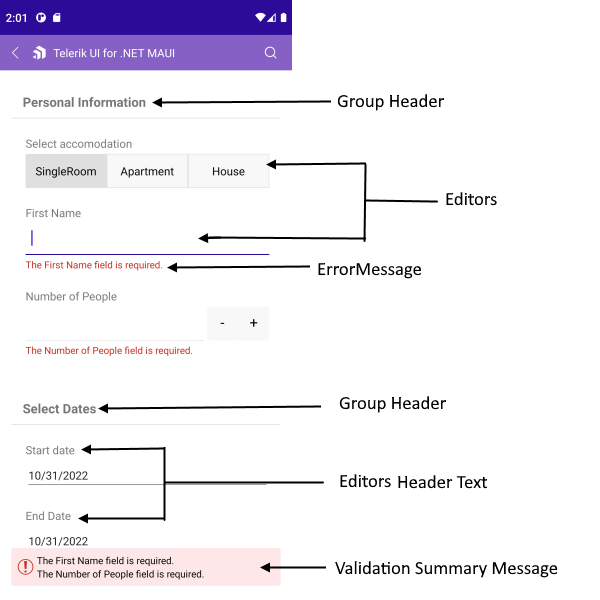 2:01
Telerik UI for .NET MAUI
Personal Information
Group Header
Select accomodation
SingleRoom
Apartment
House
Editors
First Name
The First Name field is required.
ErrorMessage
Number of People
-
+
The Number of People field is required.
Select Dates
Group Header
Start date
10/31/2022
Editors Header Text
End Date
10/31/2022
The First Name field is required.
The Number of People field is required.
Validation Summary Message